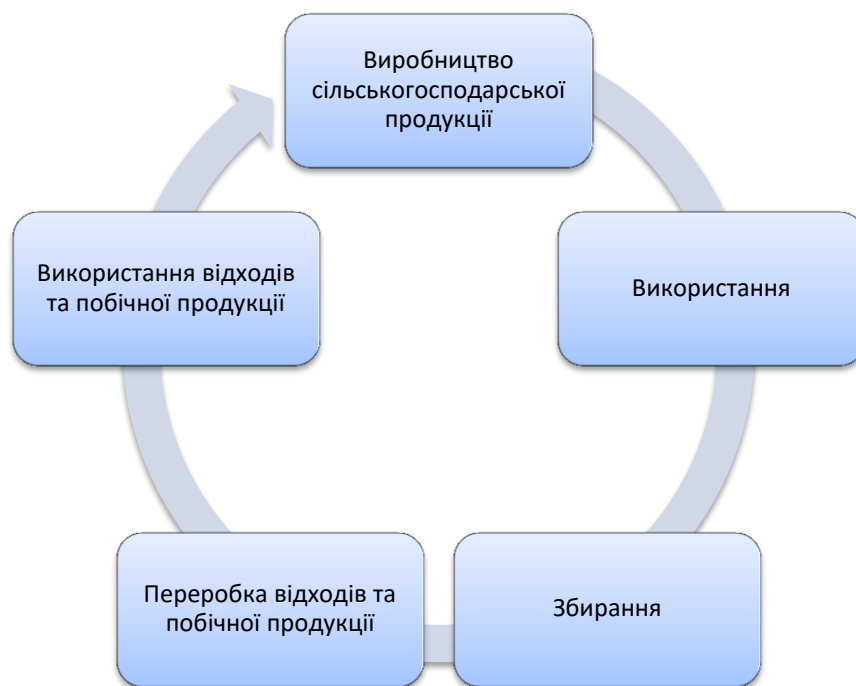 Виробництво
сільськогосподарської
продукції
Використання
Збирання
Переробка відходів та
побічної продукції
Використання відходів
та побічної продукції